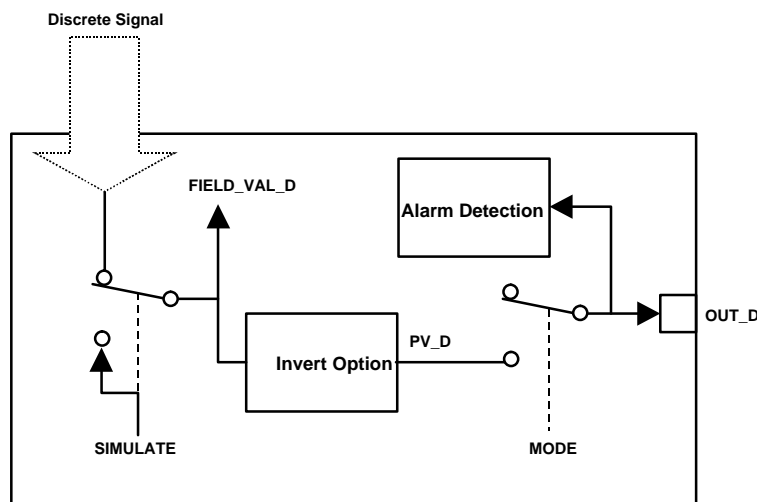 Discrete Signal
FIELD_VAL_D
Alarm Detection
OUT_D
PV_D
Invert Option
SIMULATE
MODE